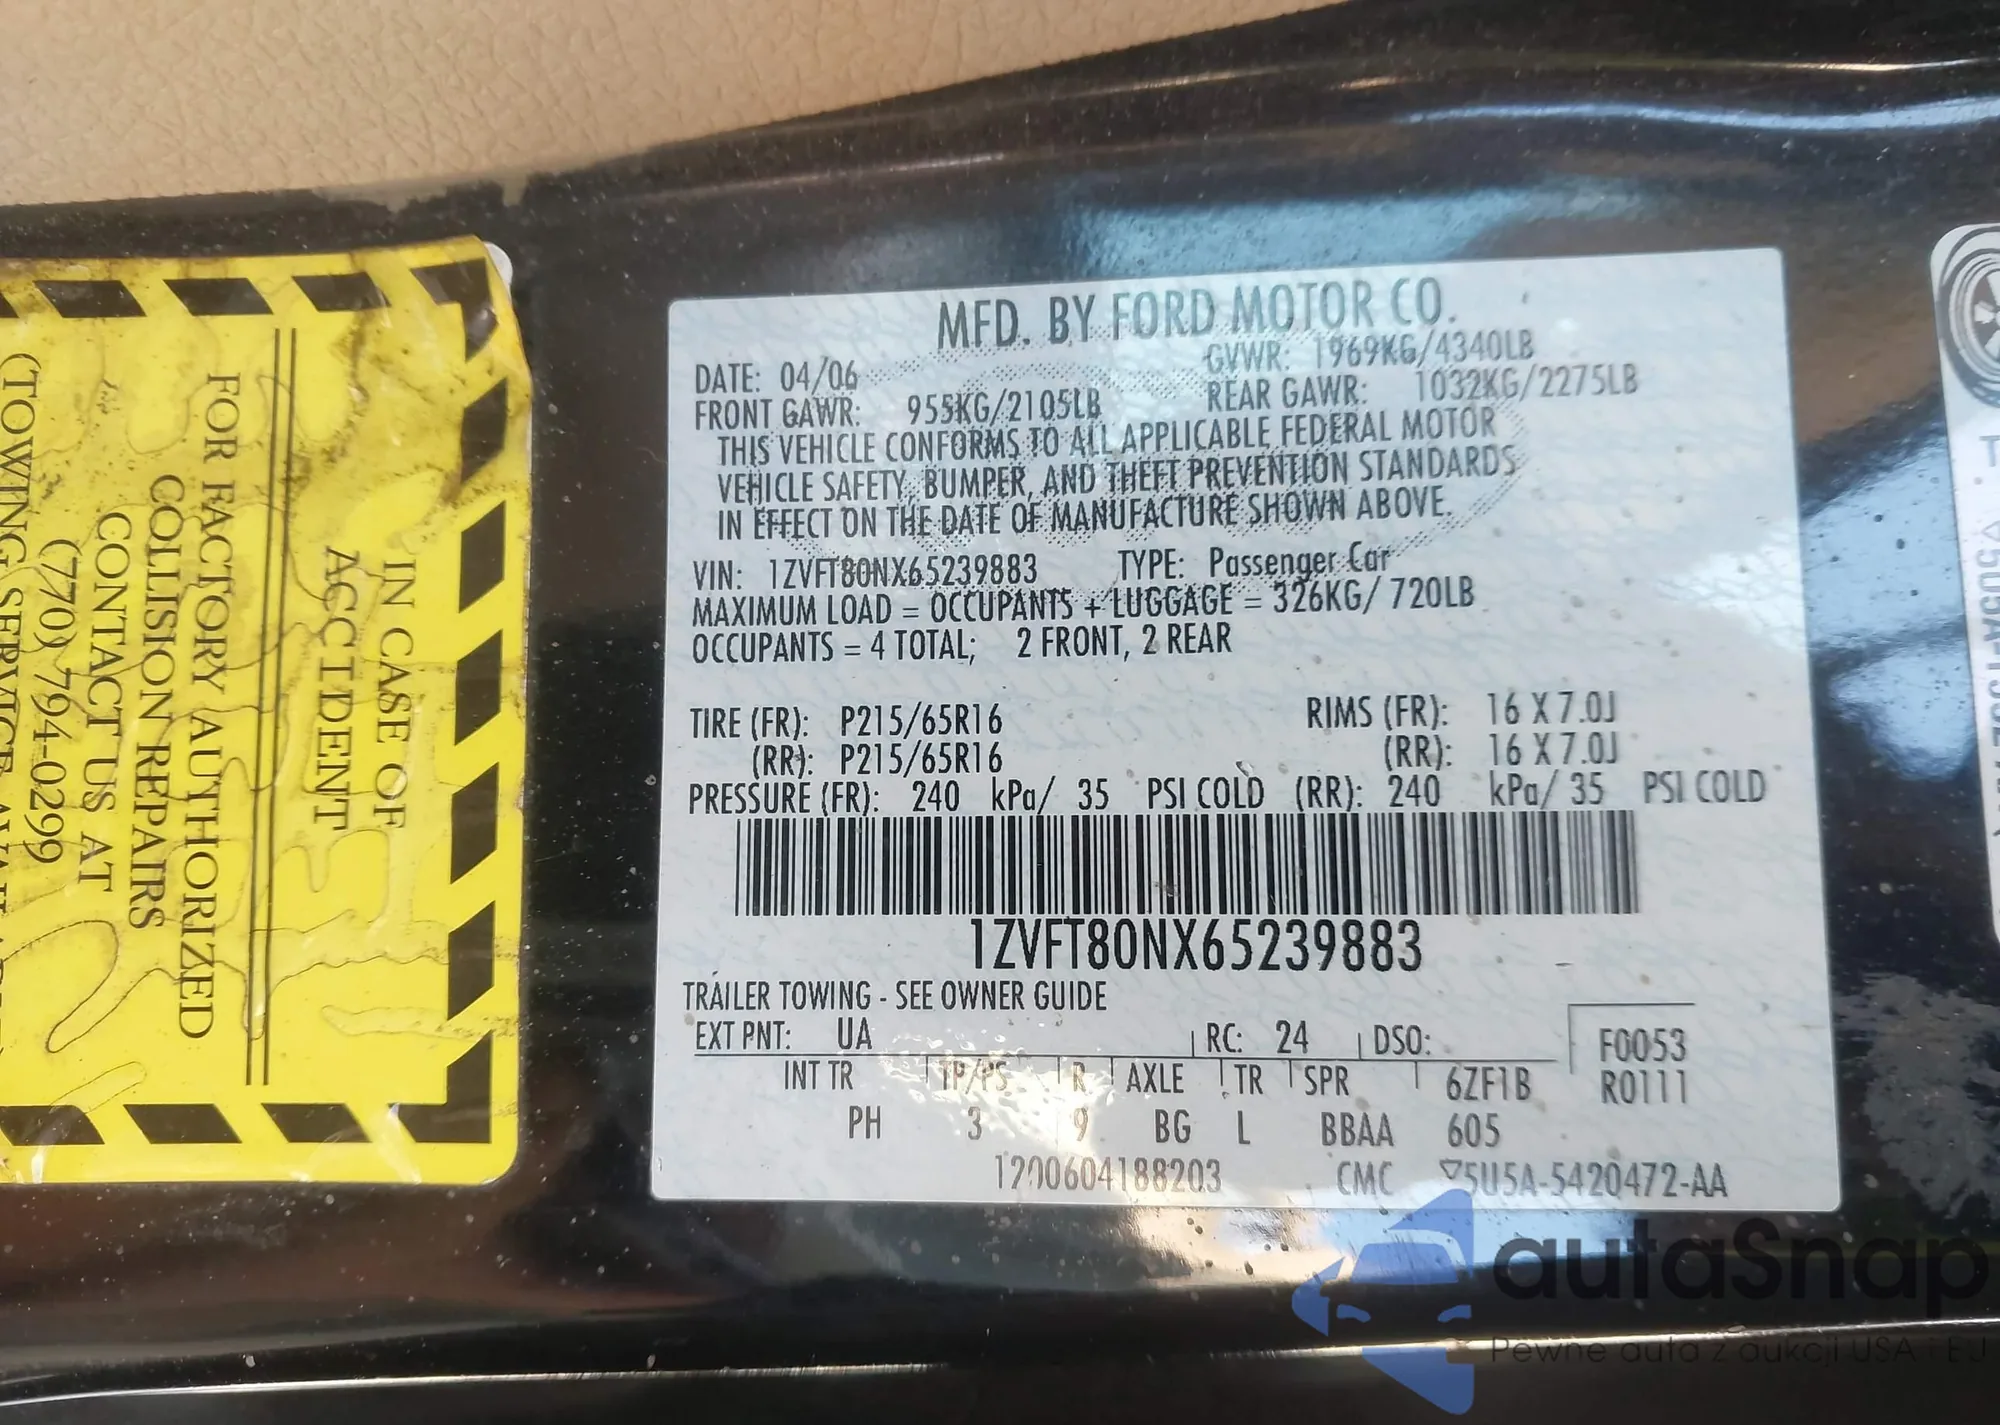 MFD. BY FORD MOTOR CO.
DATE: 04/06 GVWR: 1969KG/4340LB
FRONT GAWR: 955KG/2105LB REAR GAWR: 1032KG/2275LB
THIS VEHICLE CONFORMS TO ALL APPLICABLE FEDERAL MOTOR
VEHICLE SAFETY, BUMPER, AND THEFT PREVENTION STANDARDS
IN EFFECT ON THE DATE OF MANUFACTURE SHOWN ABOVE.
VIN: 1ZVFT80NX65239883 TYPE: Passenger Car
MAXIMUM LOAD = OCCUPANTS + LUGGAGE = 326KG/ 720LB
OCCUPANTS = 4 TOTAL; 2 FRONT, 2 REAR
TIRE (FR): P215/65R16 RIMS (FR): 16 X 7.0J
(RR): P215/65R16 (RR): 16 X 7.0J
PRESSURE (FR): 240 kPa/ 35 PSI COLD (RR): 240 kPa/ 35 PSI COLD
1ZVFT80NX65239883
TRAILER TOWING - SEE OWNER GUIDE
EXT PNT: UA RC: 24 DSO: F0053
INT TR TP/PS R AXLE TR SPR 6ZF1B R0111
PH 3 9 BG L BBAA 605
1200604188203 CMC ▽5U5A-5420472-AA
IN CASE OF
ACCIDENT
FOR FACTORY AUTHORIZED
COLLISION REPAIRS
CONTACT US AT
(770) 794-0299
(TOWING SERVICE
autaSnap
Pewne auta z aukcji USA i EU